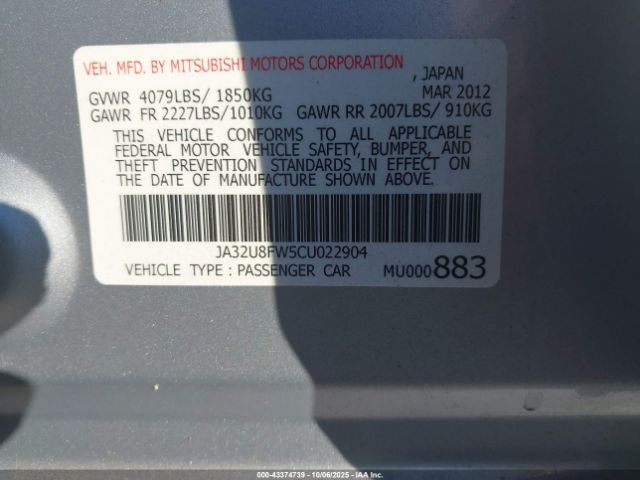 VEH. MFD. BY MITSUBISHI MOTORS CORPORATION
, JAPAN
GVWR 4079LBS/ 1850KG MAR 2012
GAWR FR 2227LBS/1010KG GAWR RR 2007LBS/ 910KG
THIS VEHICLE CONFORMS TO ALL APPLICABLE
FEDERAL MOTOR VEHICLE SAFETY, BUMPER, AND
THEFT PREVENTION STANDARDS IN EFFECT ON
THE DATE OF MANUFACTURE SHOWN ABOVE.
JA32U8FW5CU022904
VEHICLE TYPE : PASSENGER CAR MU000883
000-43374739 | 10/06/2025 | IAA Branch